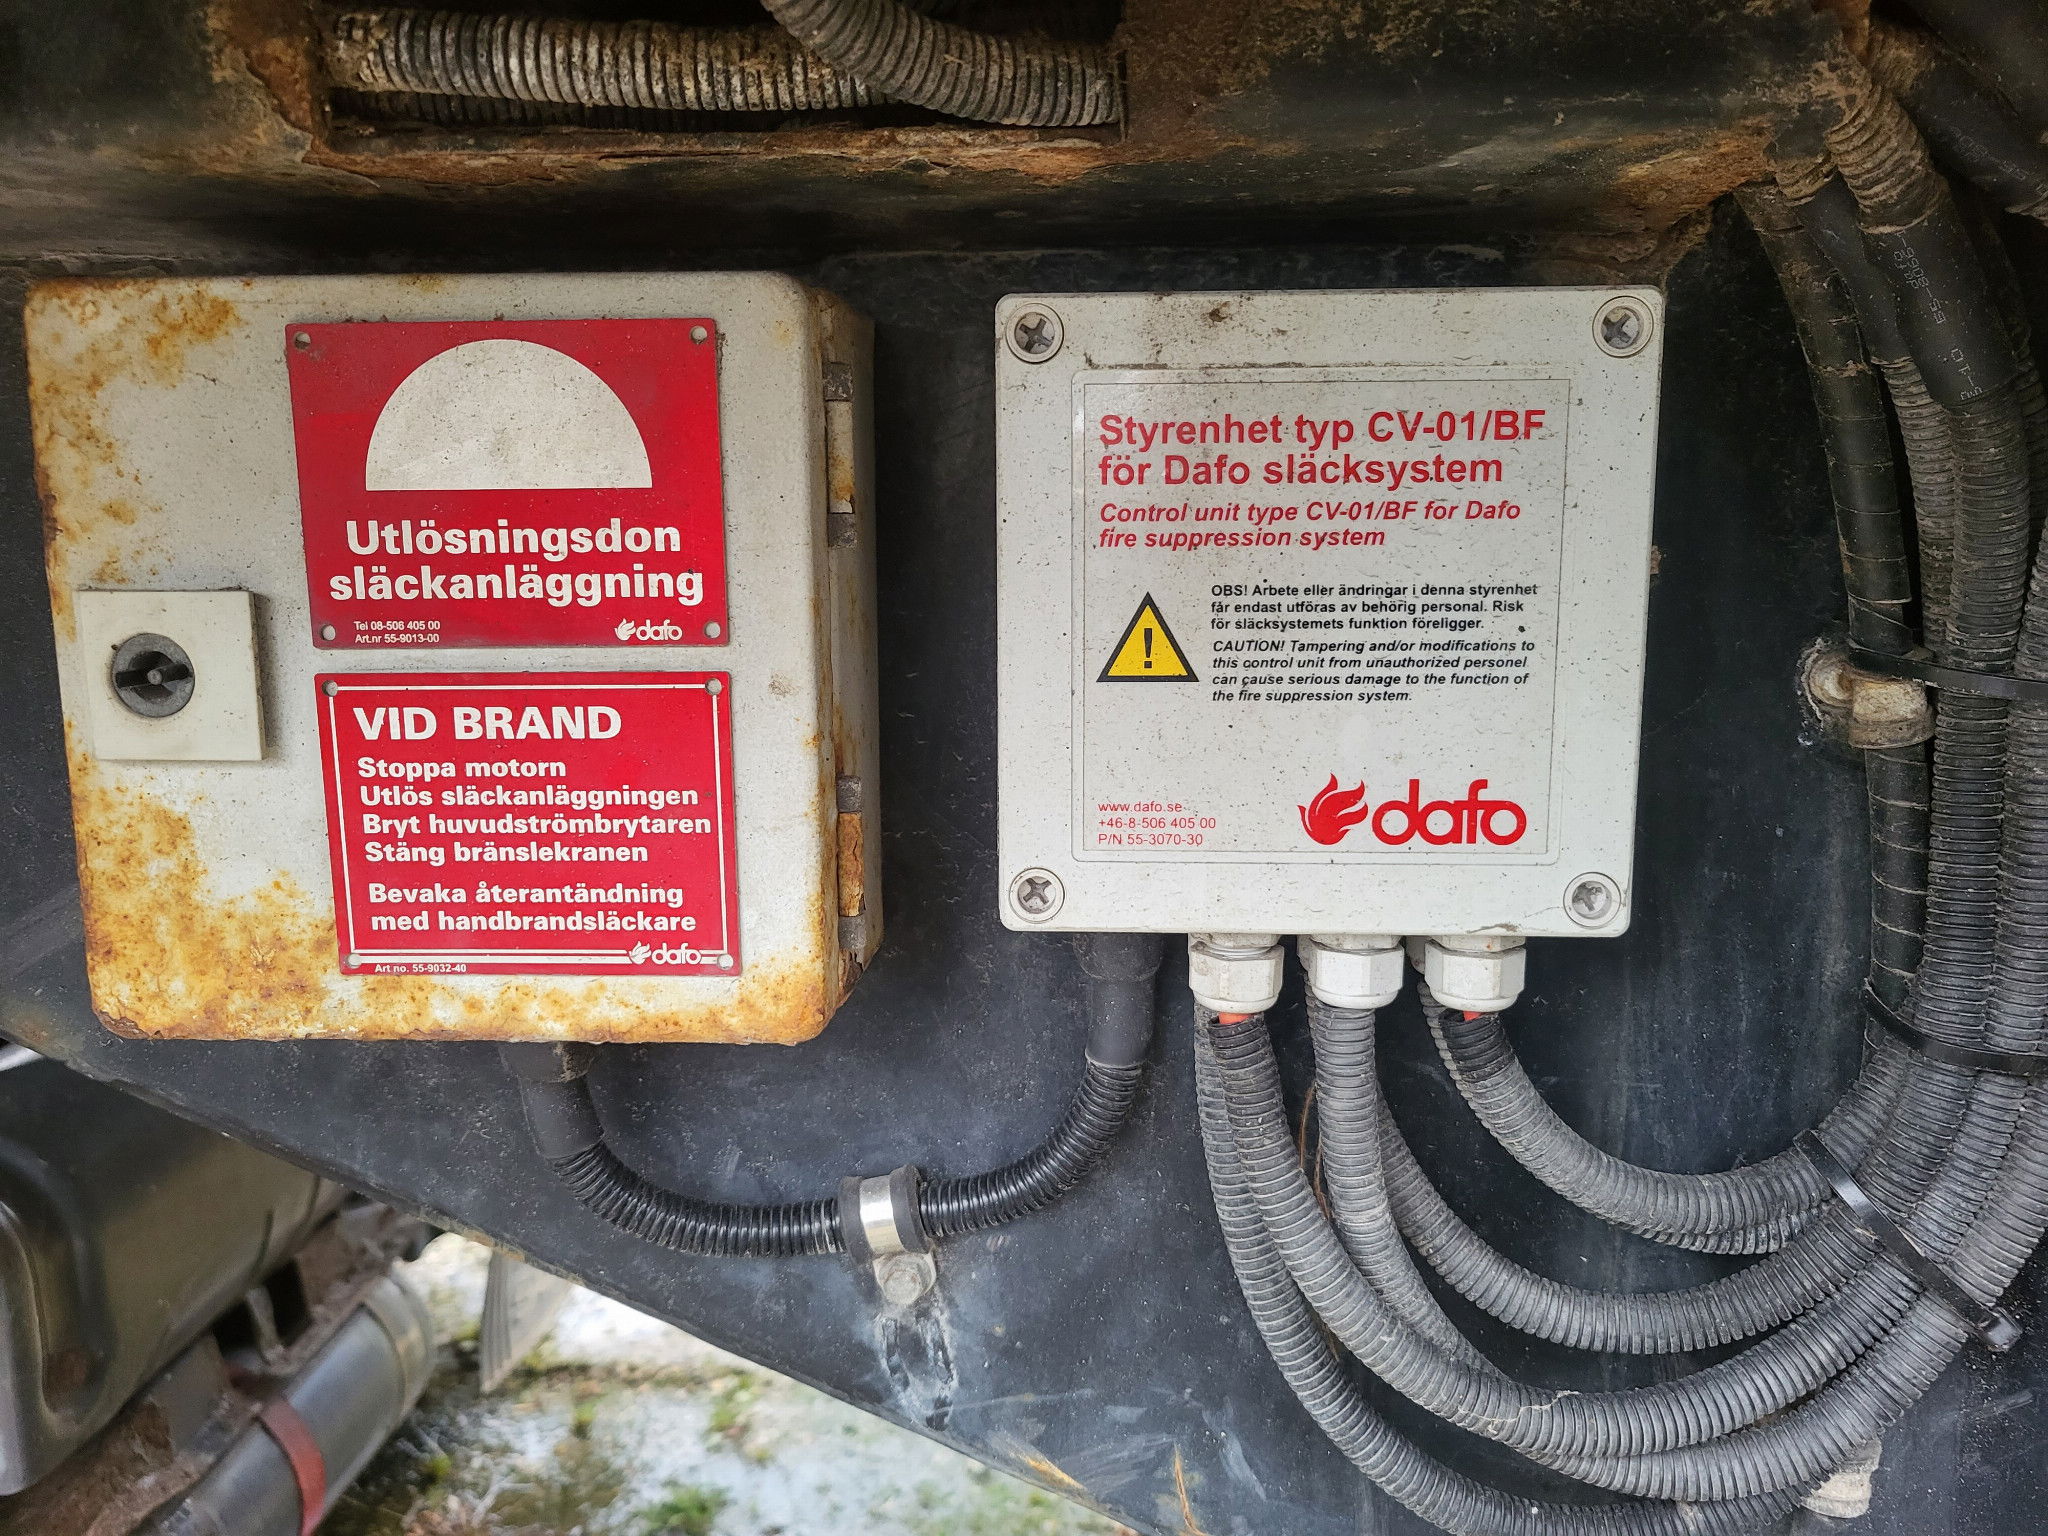 Utlösningsdon
släckanläggning
Tel 08-506 405 00
Art.nr 55-9013-00
dafo
VID BRAND
Stoppa motorn
Utlös släckanläggningen
Bryt huvudströmbrytaren
Stäng bränslekranen
Bevaka återantändning
med handbrandsläckare
dafo
Art no. 55-9032-40
Styrenhet typ CV-01/BF
för Dafo släcksystem
Control unit type CV-01/BF for Dafo
fire suppression system
OBS! Arbete eller ändringar i denna styrenhet
får endast utföras av behörig personal. Risk
för släcksystemets funktion föreligger.
CAUTION! Tampering and/or modifications to
this control unit from unauthorized personel
can cause serious damage to the function of
the fire suppression system.
www.dafo.se
+46-8-506 405 00
P/N 55-3070-30
dafo